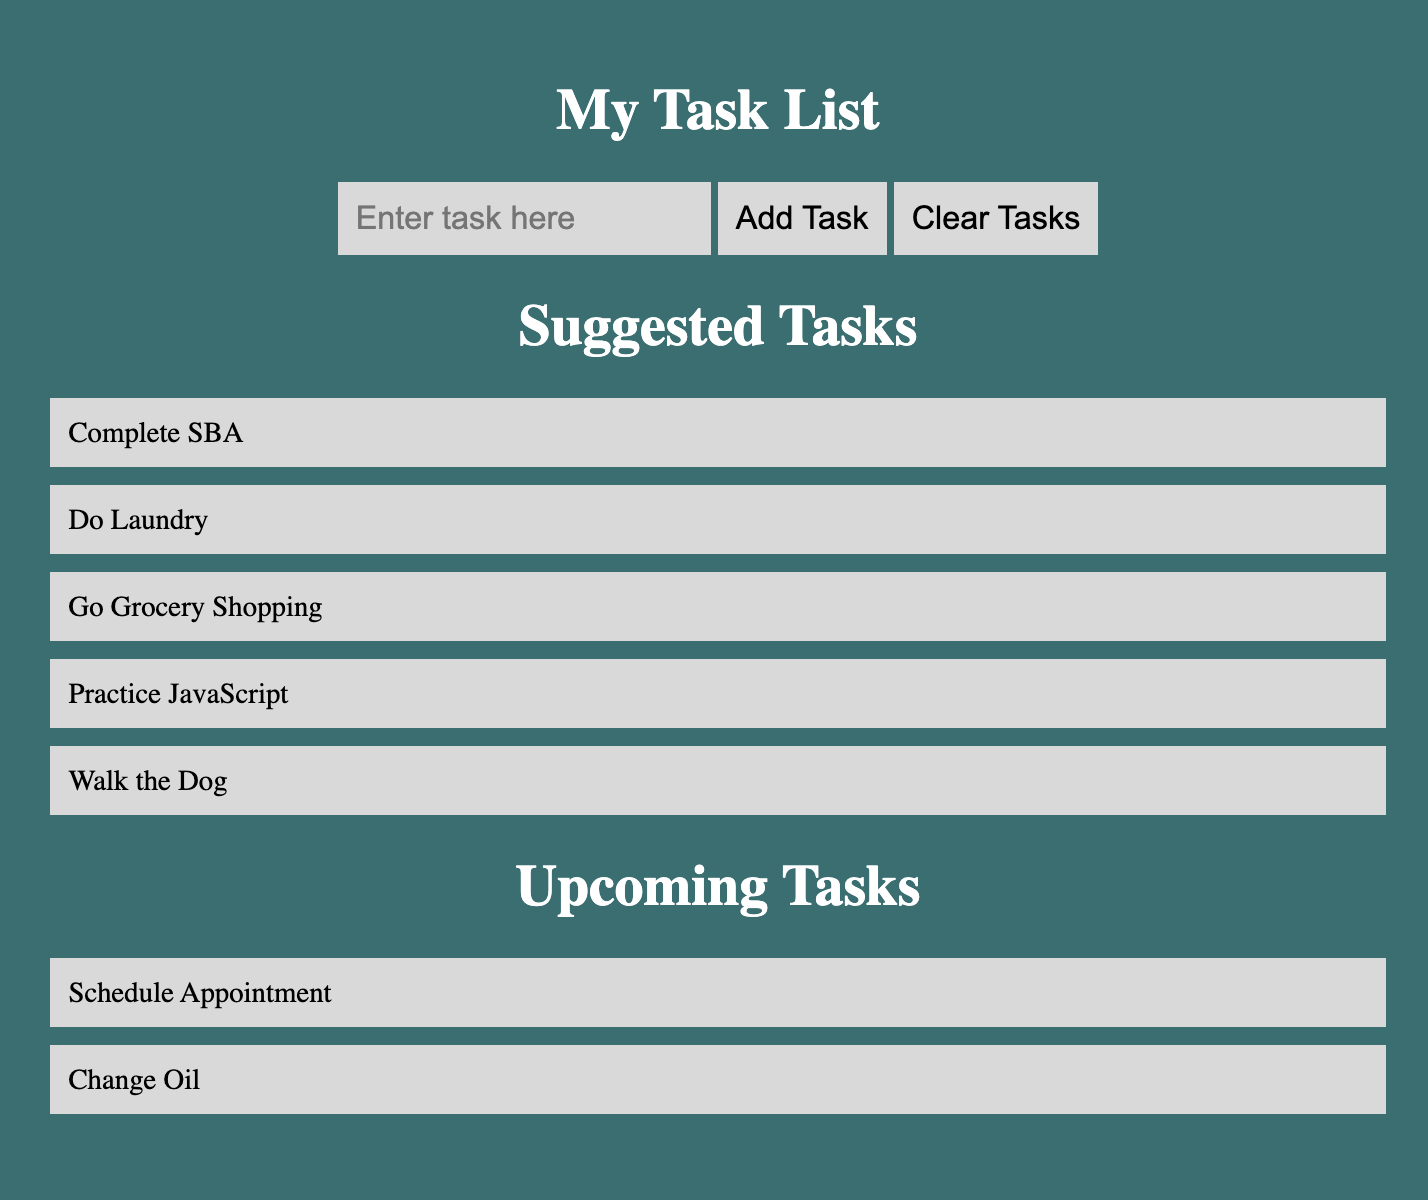 My Task List
Enter task here Add Task Clear Tasks
Suggested Tasks
Complete SBA
Do Laundry
Go Grocery Shopping
Practice JavaScript
Walk the Dog
Upcoming Tasks
Schedule Appointment
Change Oil